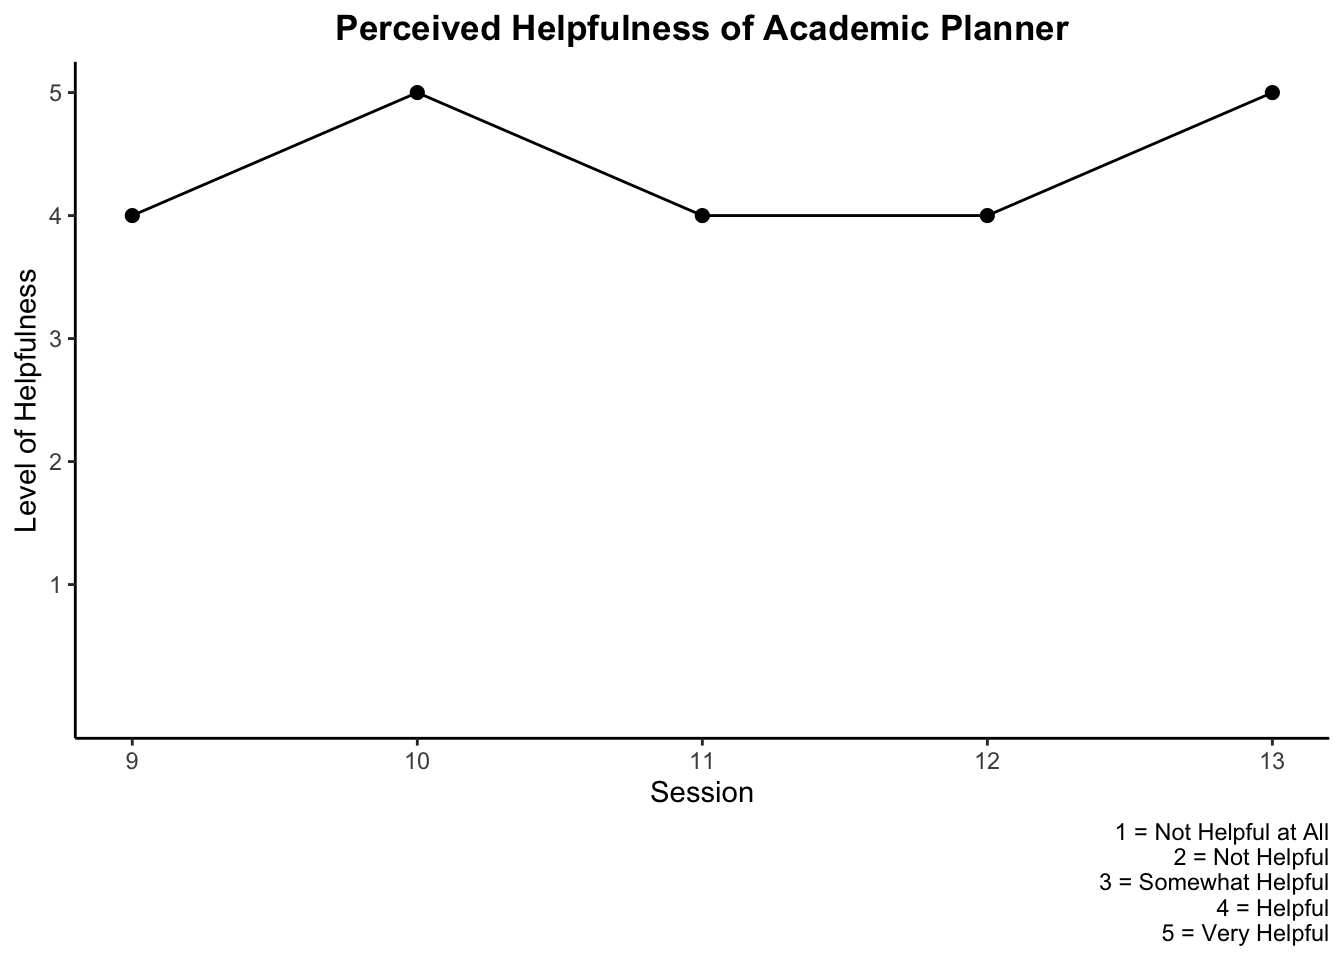 Perceived Helpfulness of Academic Planner
Level of Helpfulness
5
4
3
2
1
9 10 11 12 13
Session
1 = Not Helpful at All
2 = Not Helpful
3 = Somewhat Helpful
4 = Helpful
5 = Very Helpful